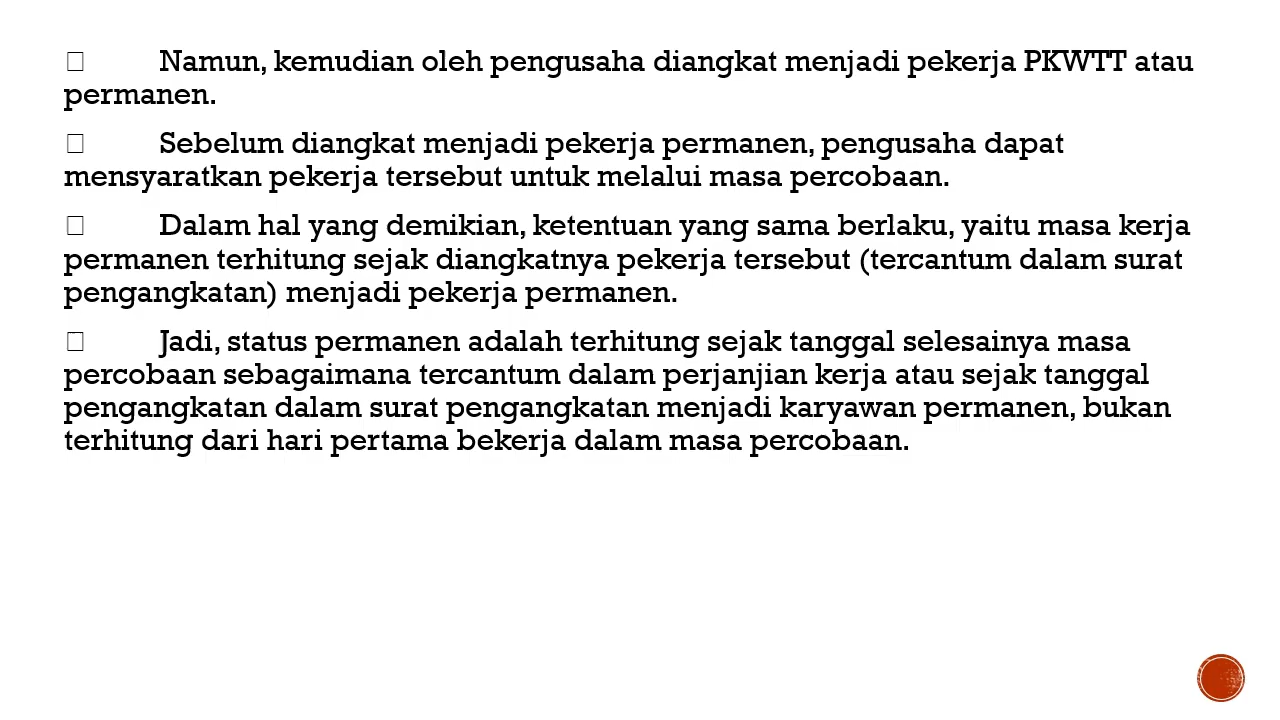 Namun, kemudian oleh pengusaha diangkat menjadi pekerja PKWTT atau
permanen.
Sebelum diangkat menjadi pekerja permanen, pengusaha dapat
mensyaratkan pekerja tersebut untuk melalui masa percobaan.
Dalam hal yang demikian, ketentuan yang sama berlaku, yaitu masa kerja
permanen terhitung sejak diangkatnya pekerja tersebut (tercantum dalam surat
pengangkatan) menjadi pekerja permanen.
Jadi, status permanen adalah terhitung sejak tanggal selesainya masa
percobaan sebagaimana tercantum dalam perjanjian kerja atau sejak tanggal
pengangkatan dalam surat pengangkatan menjadi karyawan permanen, bukan
terhitung dari hari pertama bekerja dalam masa percobaan.